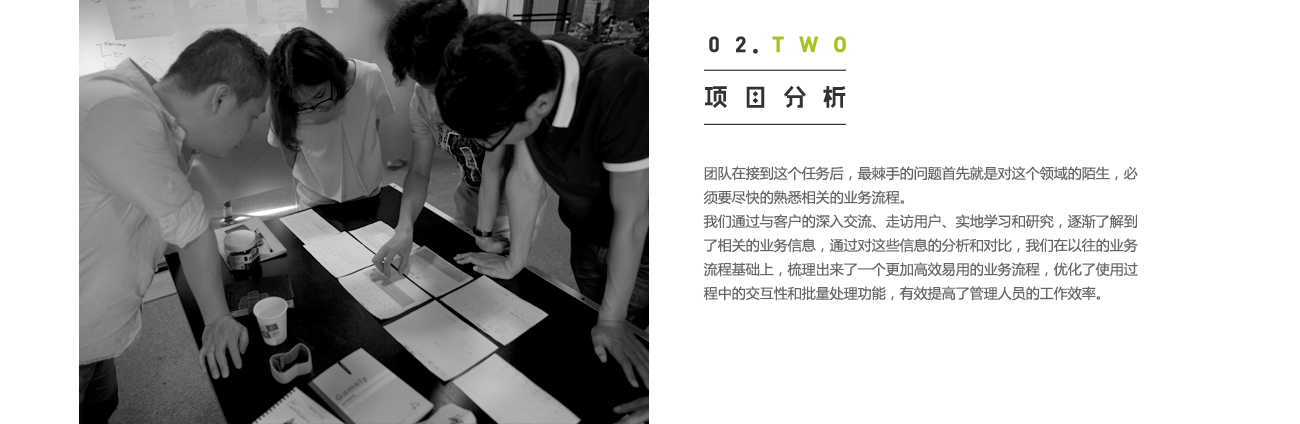 02.TWO
项目分析
团队在接到这个任务后，最棘手的问题首先就是对这个领域的陌生，必
须要尽快的熟悉相关的业务流程。
我们通过与客户的深入交流、走访用户、实地学习和研究，逐渐了解到
了相关的业务信息，通过对这些信息的分析和对比，我们在以往的业务
流程基础上，梳理出来了一个更加高效易用的业务流程，优化了使用过
程中的交互性和批量处理功能，有效提高了管理人员的工作效率。
Gamely